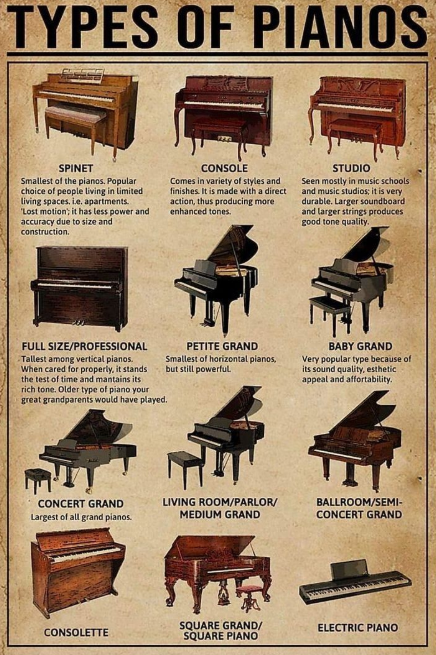 TYPES OF PIANOS
SPINET
Smallest of the pianos. Popular
choice of people living in limited
living spaces. i.e. apartments.
'Lost motion'; it has less power and
accuracy due to size and
construction.
CONSOLE
Comes in variety of styles and
finishes. It is made with a direct
action, thus producing more
enhanced tones.
STUDIO
Seen mostly in music schools
and music studios; it is very
durable. Larger soundboard
and larger strings produces
good tone quality.
FULL SIZE/PROFESSIONAL
Tallest among vertical pianos.
When cared for properly, it stands
the test of time and mantains its
rich tone. Older type of piano your
great grandparents would have played.
PETITE GRAND
Smallest of horizontal pianos,
but still powerful.
BABY GRAND
Very popular type because of
its sound quality, esthetic
appeal and affortability.
CONCERT GRAND
Largest of all grand pianos.
LIVING ROOM/PARLOR/
MEDIUM GRAND
BALLROOM/SEMI-
CONCERT GRAND
CONSOLETTE
SQUARE GRAND/
SQUARE PIANO
ELECTRIC PIANO